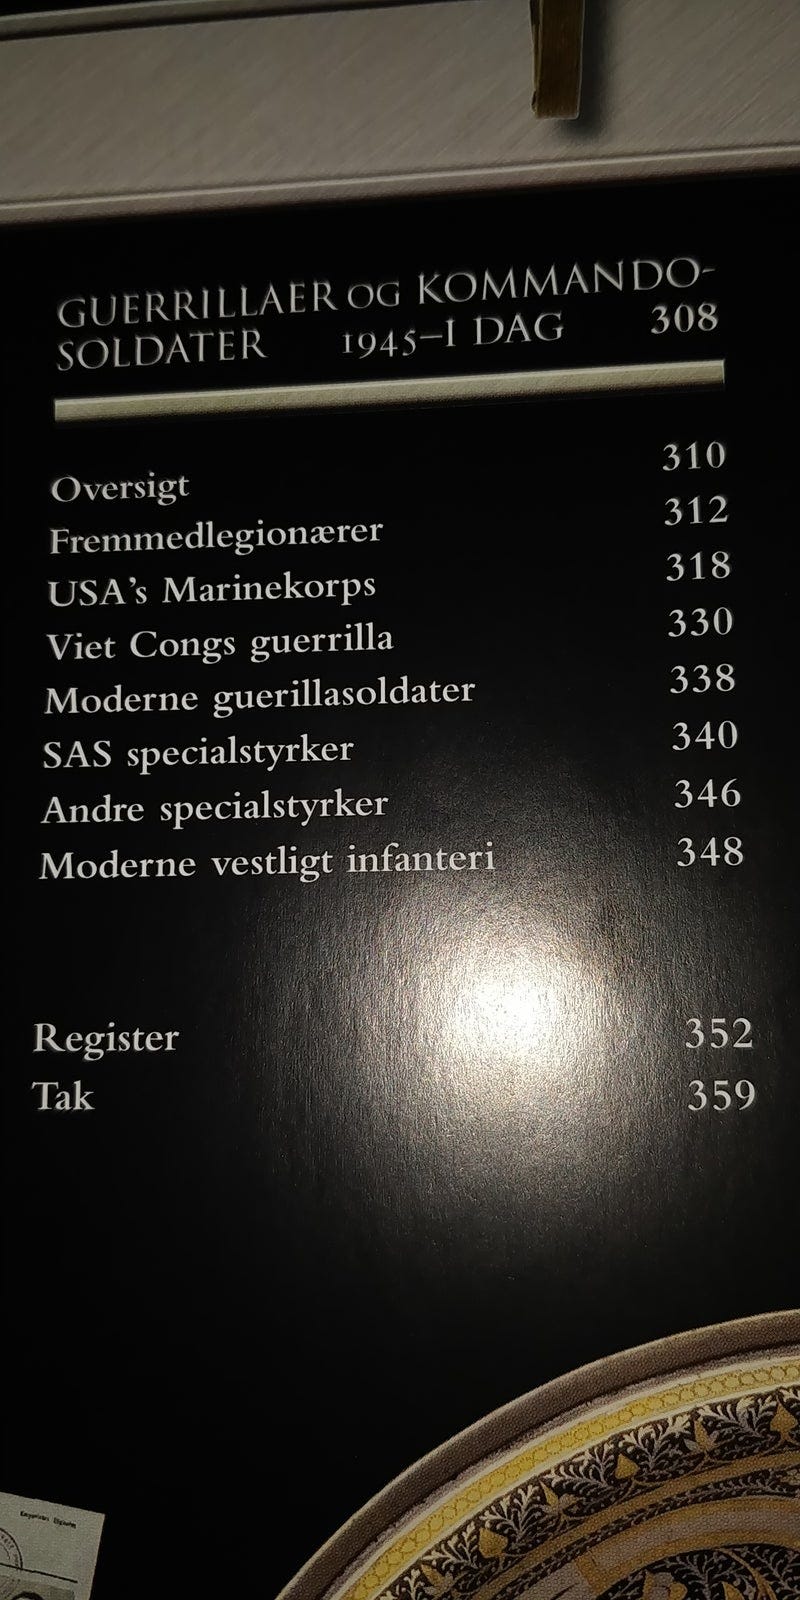 GUERRILLAER OG KOMMANDO-
SOLDATER 1945–I DAG 308
Oversigt 310
Fremmedlegionærer 312
USA's Marinekorps 318
Viet Congs guerrilla 330
Moderne guerillasoldater 338
SAS specialstyrker 340
Andre specialstyrker 346
Moderne vestligt infanteri 348
Register 352
Tak 359